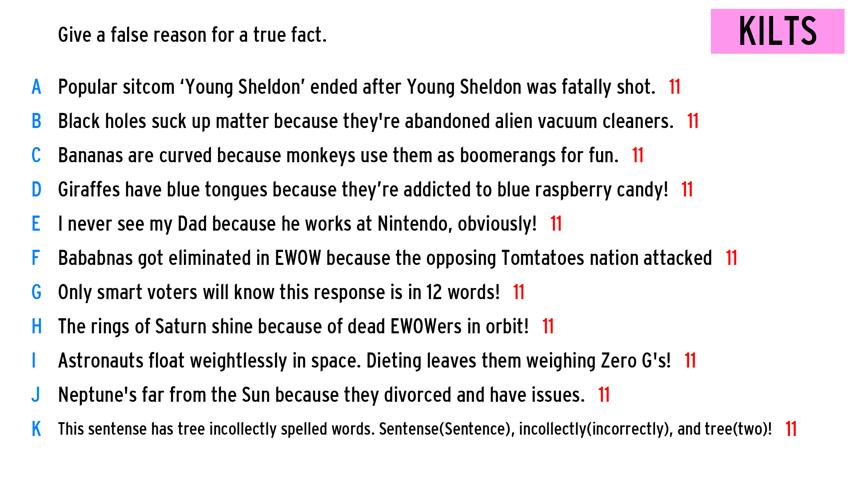 Give a false reason for a true fact.
KILTS
A Popular sitcom ‘Young Sheldon’ ended after Young Sheldon was fatally shot. 11
B Black holes suck up matter because they're abandoned alien vacuum cleaners. 11
C Bananas are curved because monkeys use them as boomerangs for fun. 11
D Giraffes have blue tongues because they’re addicted to blue raspberry candy! 11
E I never see my Dad because he works at Nintendo, obviously! 11
F Bababnas got eliminated in EWOW because the opposing Tomtatoes nation attacked 11
G Only smart voters will know this response is in 12 words! 11
H The rings of Saturn shine because of dead EWOWers in orbit! 11
I Astronauts float weightlessly in space. Dieting leaves them weighing Zero G's! 11
J Neptune's far from the Sun because they divorced and have issues. 11
K This sentense has tree incollectly spelled words. Sentense(Sentence), incollectly(incorrectly), and tree(two)! 11